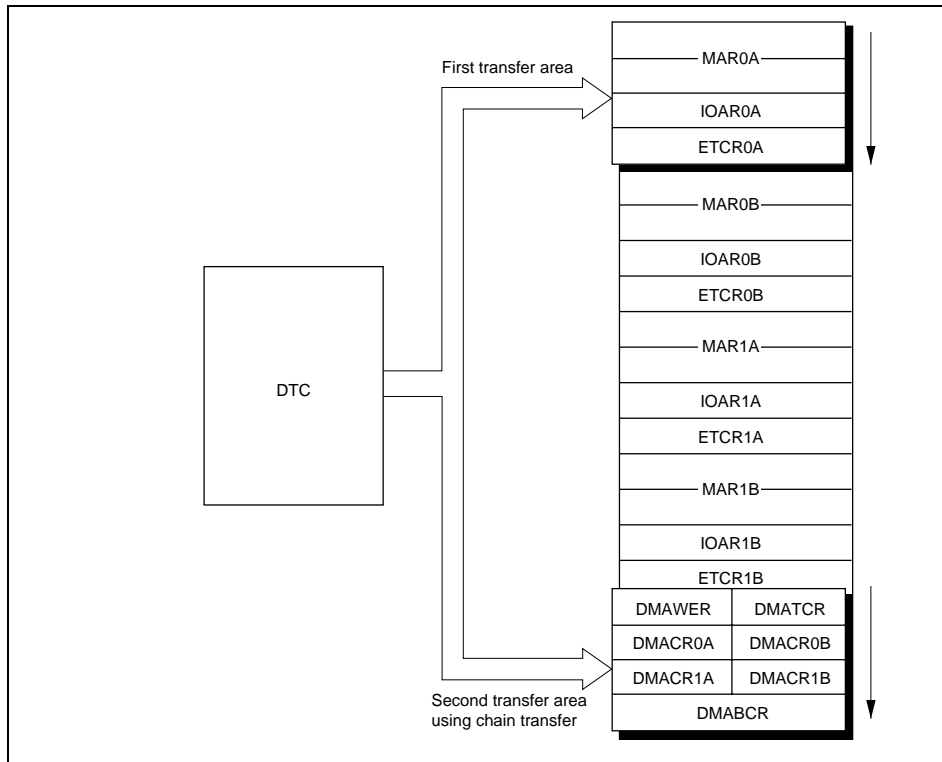 First transfer area
MAR0A
IOAR0A
ETCR0A
MAR0B
IOAR0B
ETCR0B
MAR1A
DTC
IOAR1A
ETCR1A
MAR1B
IOAR1B
ETCR1B
DMAWER DMATCR
DMACR0A DMACR0B
DMACR1A DMACR1B
Second transfer area
using chain transfer
DMABCR